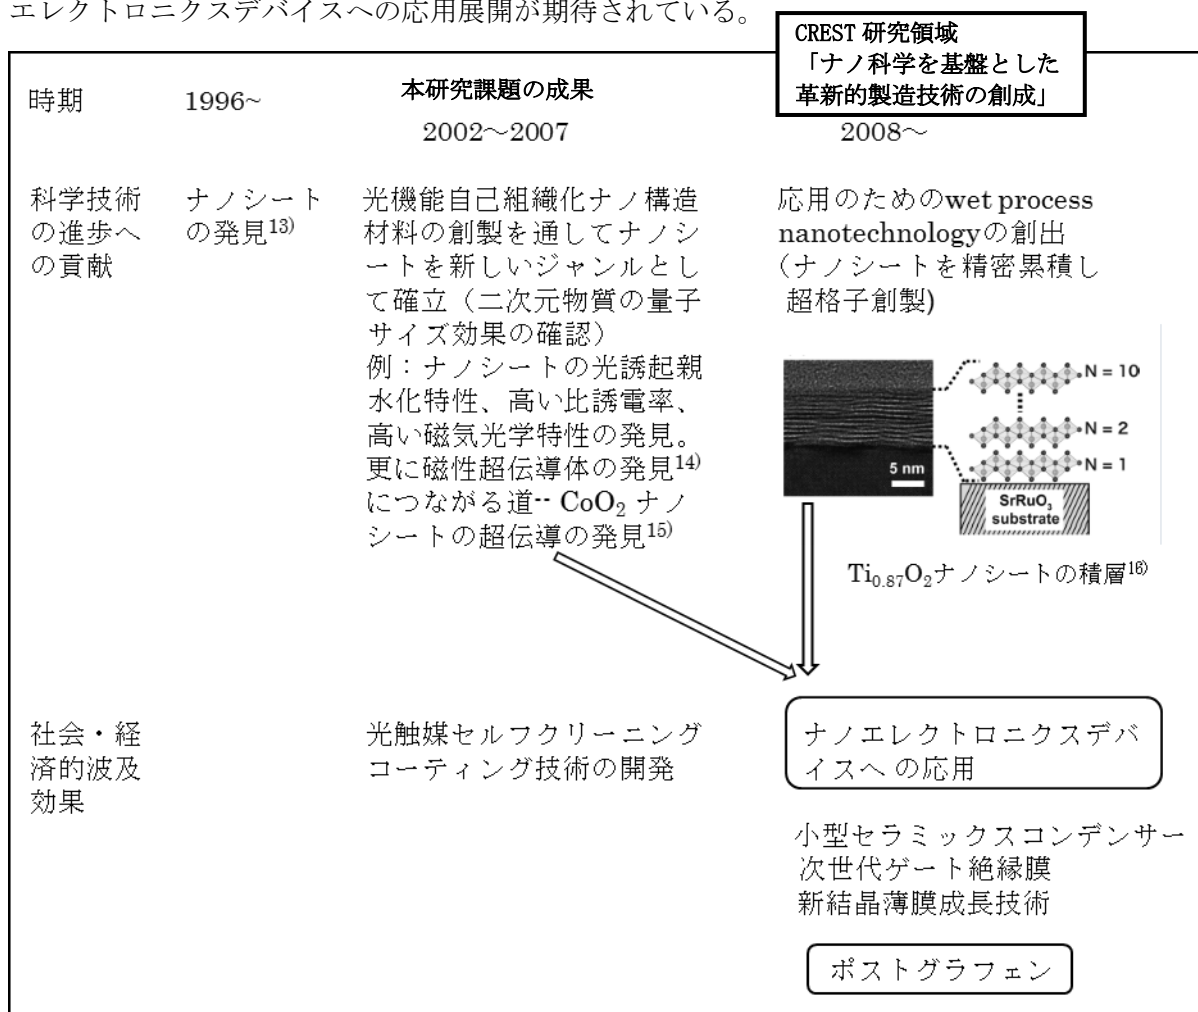 エレクトロニクスデバイスへの応用展開が期待されている。
CREST 研究領域
「ナノ科学を基盤とした
革新的製造技術の創成」
時期
1996~
本研究課題の成果
2002～2007
2008～
科学技術
の進歩へ
の貢献
ナノシート
の発見13)
光機能自己組織化ナノ構造
材料の創製を通してナノシ
ートを新しいジャンルとし
て確立（二次元物質の量子
サイズ効果の確認）
例：ナノシートの光誘起親
水化特性、高い比誘電率、
高い磁気光学特性の発見。
更に磁性超伝導体の発見14)
につながる道-- CoO2 ナノ
シートの超伝導の発見15)
応用のためのwet process
nanotechnologyの創出
（ナノシートを精密累積し
超格子創製)
N = 10
N = 2
N = 1
5 nm
SrRuO3
substrate
Ti0.87O2ナノシートの積層16)
社会・経
済的波及
効果
光触媒セルフクリーニング
コーティング技術の開発
ナノエレクトロニクスデバ
イスへ の応用
小型セラミックスコンデンサー
次世代ゲート絶縁膜
新結晶薄膜成長技術
ポストグラフェン